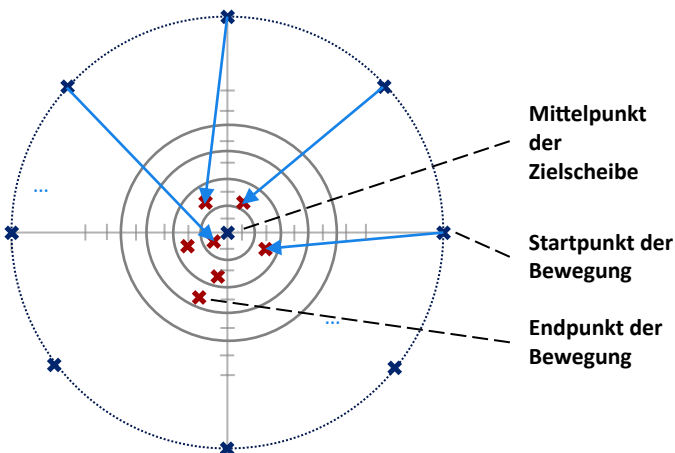 Mittelpunkt
der
Zielscheibe
...
Startpunkt der
Bewegung
...
Endpunkt der
Bewegung